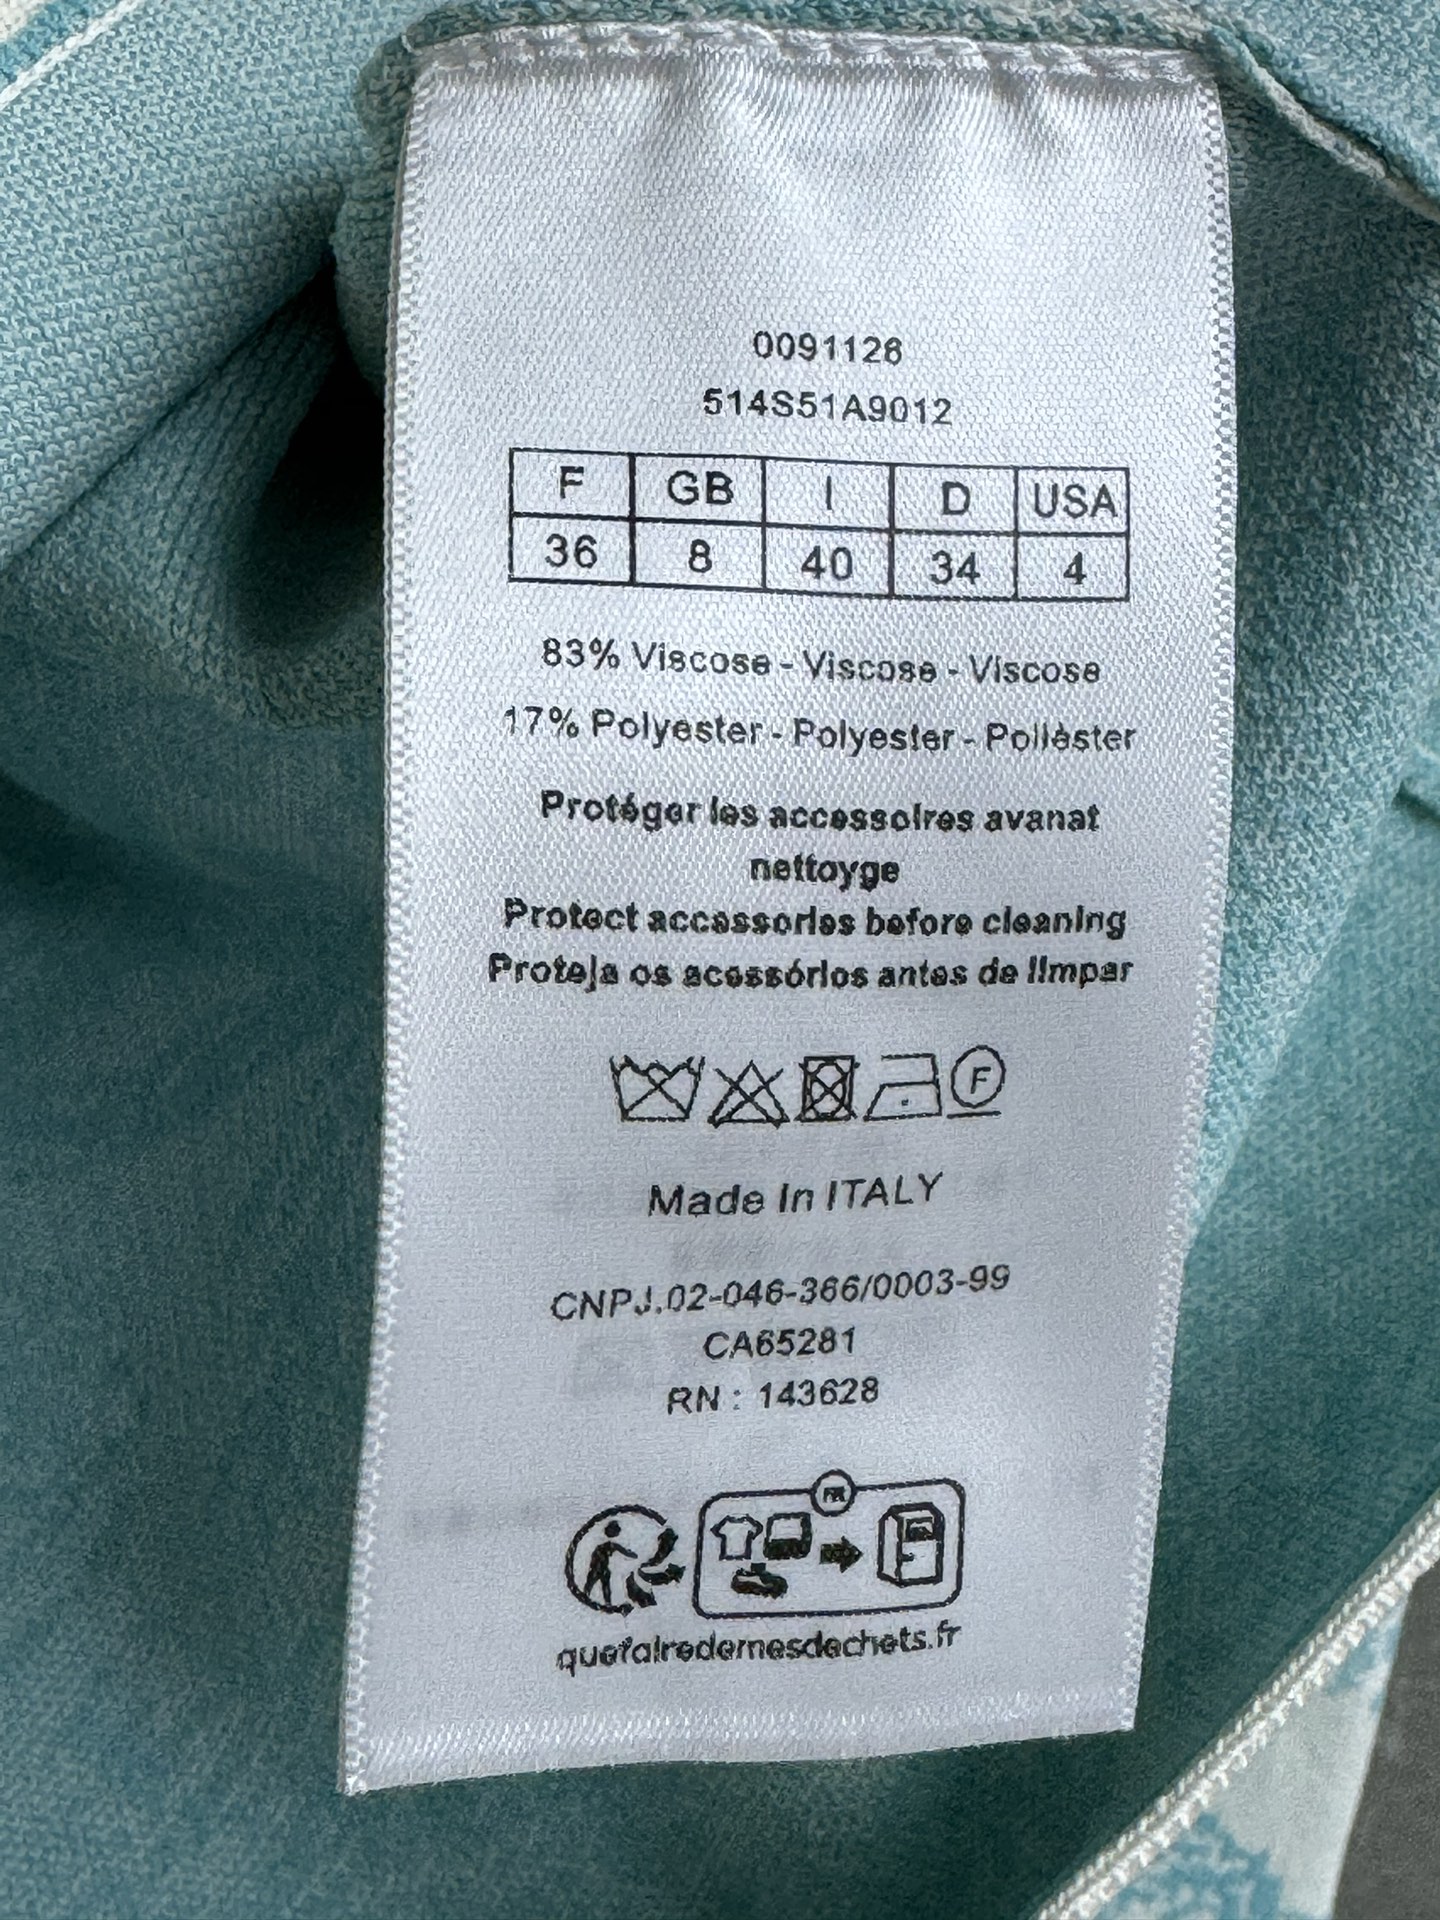 0091126
514S51A9012
F GB I D USA
36 8 40 34 4
83% Viscose - Viscose - Viscose
17% Polyester - Polyester - Poliéster
Protéger les accessoires avanat
nettoyge
Protect accessories before cleaning
Proteja os acessórios antes de limpar
F
Made In ITALY
CNPJ.02-046-366/0003-99
CA65281
RN : 143628
FR
quefairedemesdechets.fr